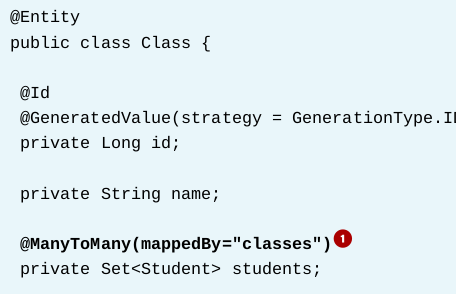 @Entity
public class Class {
@Id
@GeneratedValue(strategy = GenerationType.
private Long id;
private String name;
@ManyToMany(mappedBy="classes") 1
private Set<Student> students;